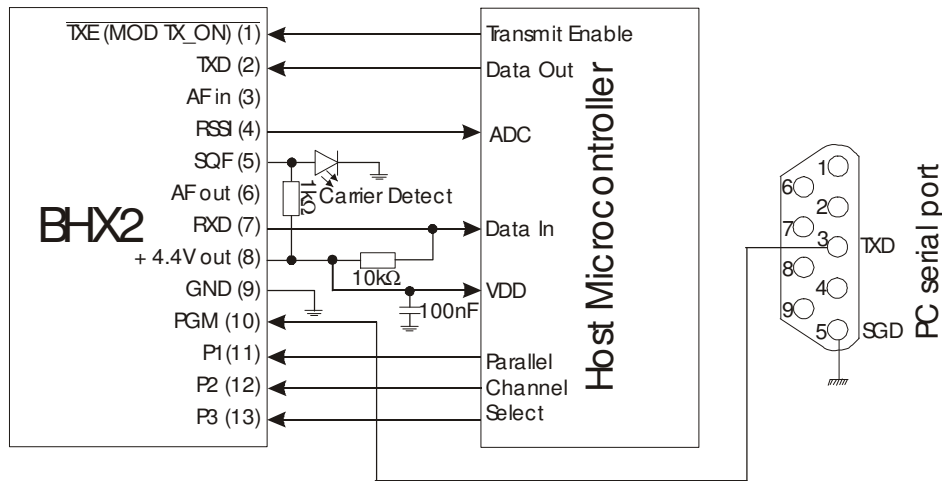 BHX2
TXE (MOD TX_ON) (1)
TXD (2)
AF in (3)
RSSI (4)
SQF (5)
AF out (6)
RXD (7)
+ 4.4V out (8)
GND (9)
PGM (10)
P1(11)
P2 (12)
P3 (13)
1kΩ
Carrier Detect
10kΩ
100nF
Transmit Enable
Data Out
ADC
Data In
VDD
Parallel
Channel
Select
Host Microcontroller
1
6
2
7
3
TXD
8
4
9
5
SGD
PC serial port